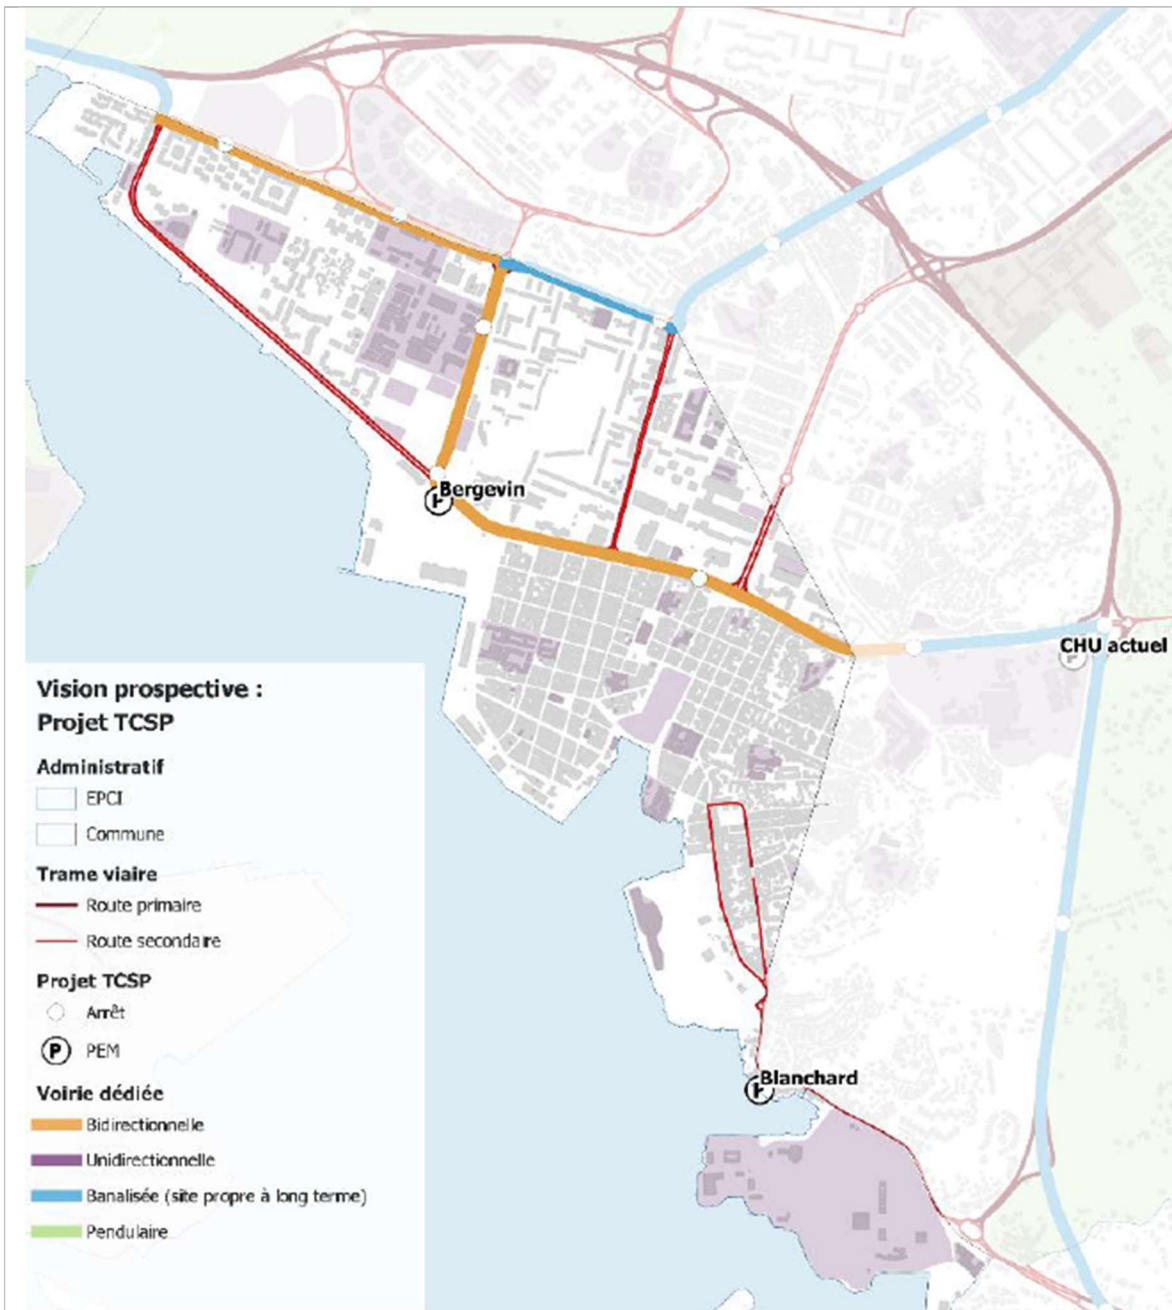 Bergevin
P
CHU actuel
P
Vision prospective :
Projet TCSP
Administratif
EPCI
Commune
Trame viaire
Route primaire
Route secondaire
Projet TCSP
Arrêt
P PEM
Blanchard
P
Voirie dédiée
Bidirectionnelle
Unidirectionnelle
Banalisée (site propre à long terme)
Pendulaire